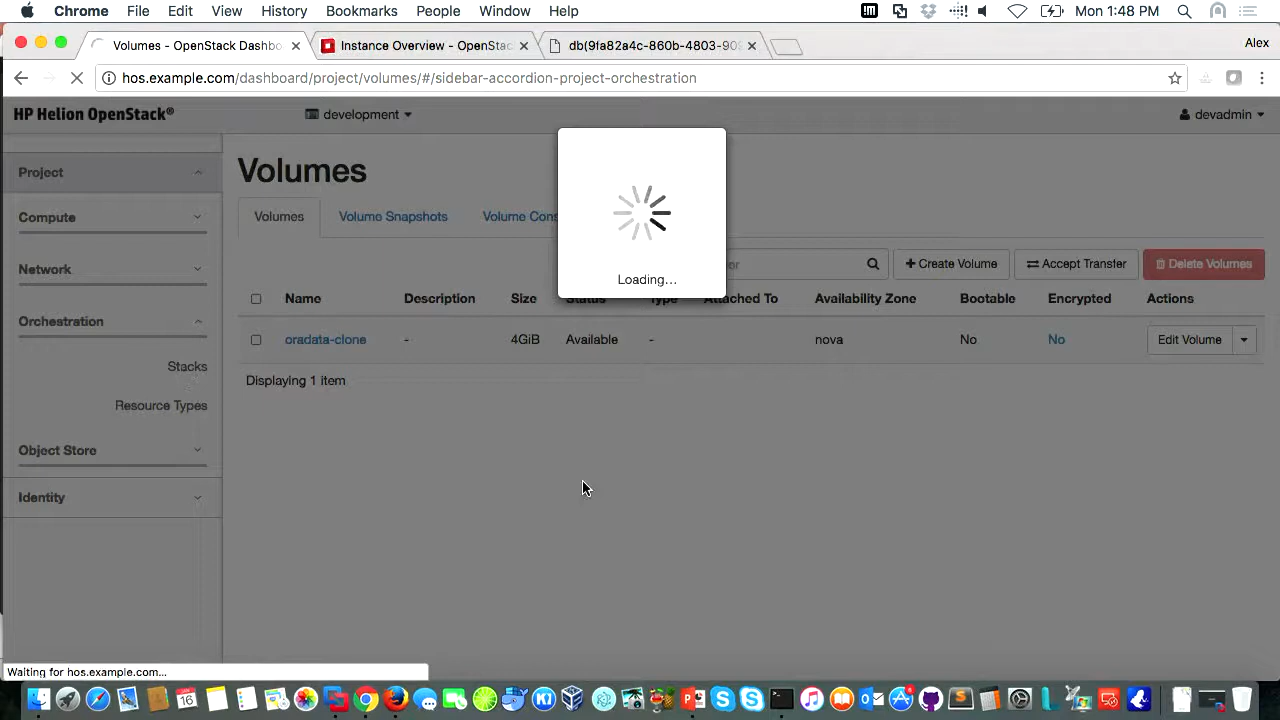 Chrome File Edit View History Bookmarks People Window Help Mon 1:48 PM
Volumes - OpenStack Dashbo Instance Overview - OpenStac db(9fa82a4c-860b-4803-90 Alex
hos.example.com/dashboard/project/volumes/#/sidebar-accordion-project-orchestration
HP Helion OpenStack® development devadmin
Project
Compute
Network
Orchestration
Stacks
Resource Types
Object Store
Identity
Volumes
Volumes Volume Snapshots Volume Cons
+ Create Volume Accept Transfer Delete Volumes
Name Description Size Status Type Attached To Availability Zone Bootable Encrypted Actions
oradata-clone - 4GiB Available - nova No No Edit Volume
Displaying 1 item
Loading...
Waiting for hos.example.com...